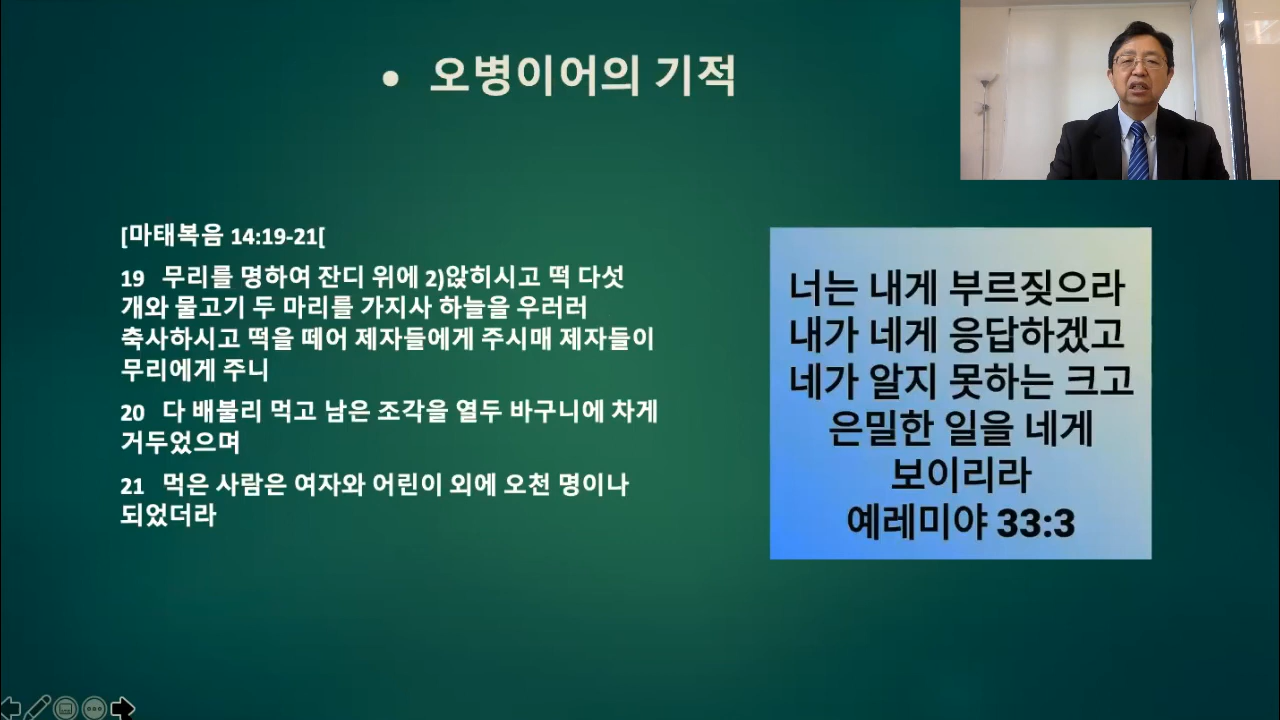 • 오병이어의 기적
[마태복음 14:19-21[
19 무리를 명하여 잔디 위에 2)앉히시고 떡 다섯
개와 물고기 두 마리를 가지사 하늘을 우러러
축사하시고 떡을 떼어 제자들에게 주시매 제자들이
무리에게 주니
20 다 배불리 먹고 남은 조각을 열두 바구니에 차게
거두었으며
21 먹은 사람은 여자와 어린이 외에 오천 명이나
되었더라
너는 내게 부르짖으라
내가 네게 응답하겠고
네가 알지 못하는 크고
은밀한 일을 네게
보이리라
예레미야 33:3